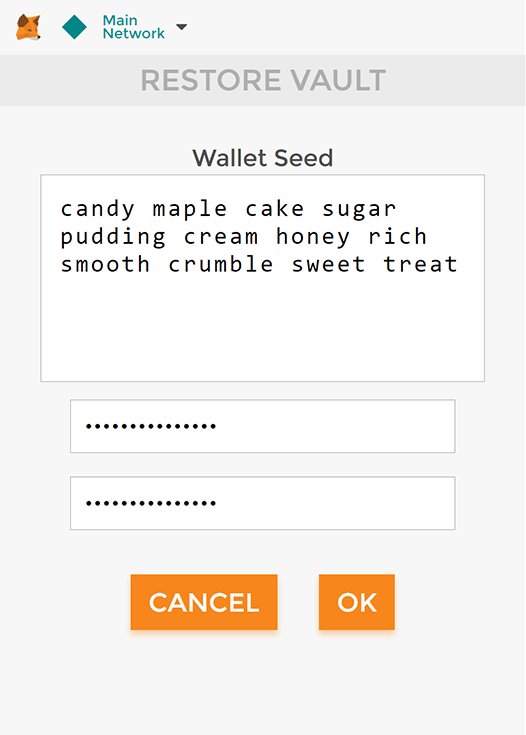 Main
Network
RESTORE VAULT
Wallet Seed
candy maple cake sugar
pudding cream honey rich
smooth crumble sweet treat
•••••••••••••••
•••••••••••••••
CANCEL OK